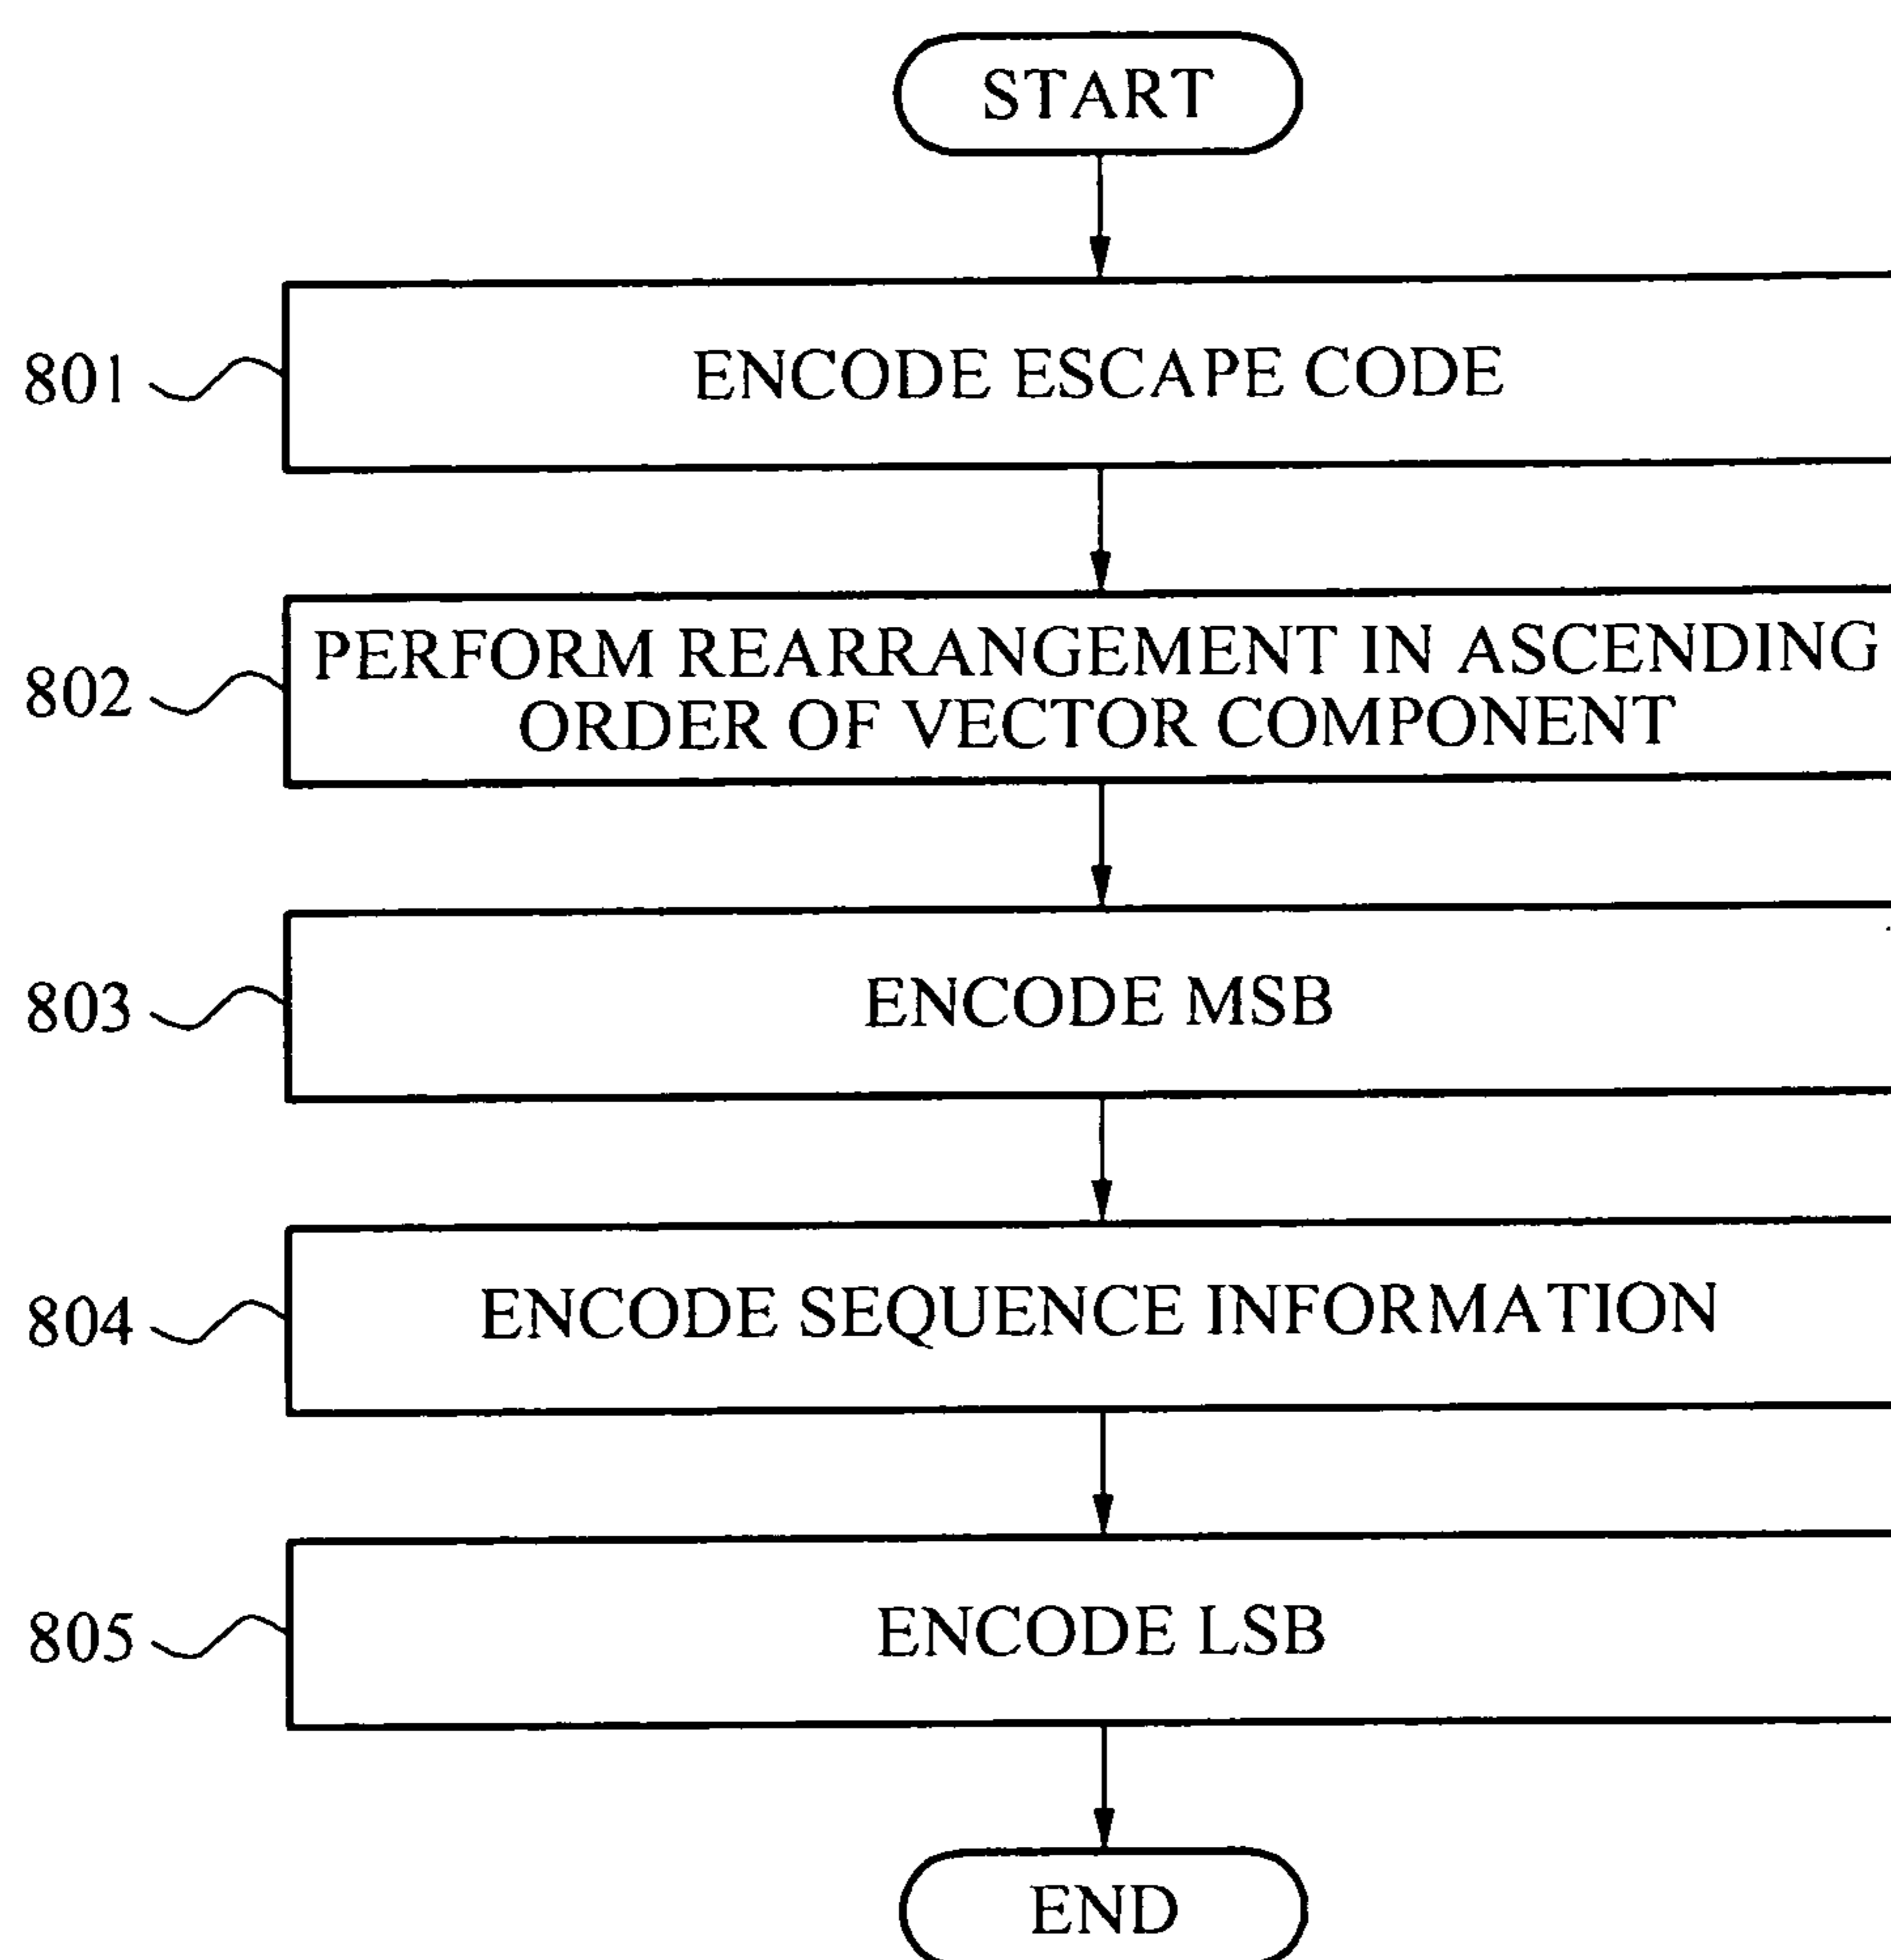 START
801
ENCODE ESCAPE CODE
802
PERFORM REARRANGEMENT IN ASCENDING
ORDER OF VECTOR COMPONENT
803
ENCODE MSB
804
ENCODE SEQUENCE INFORMATION
805
ENCODE LSB
END